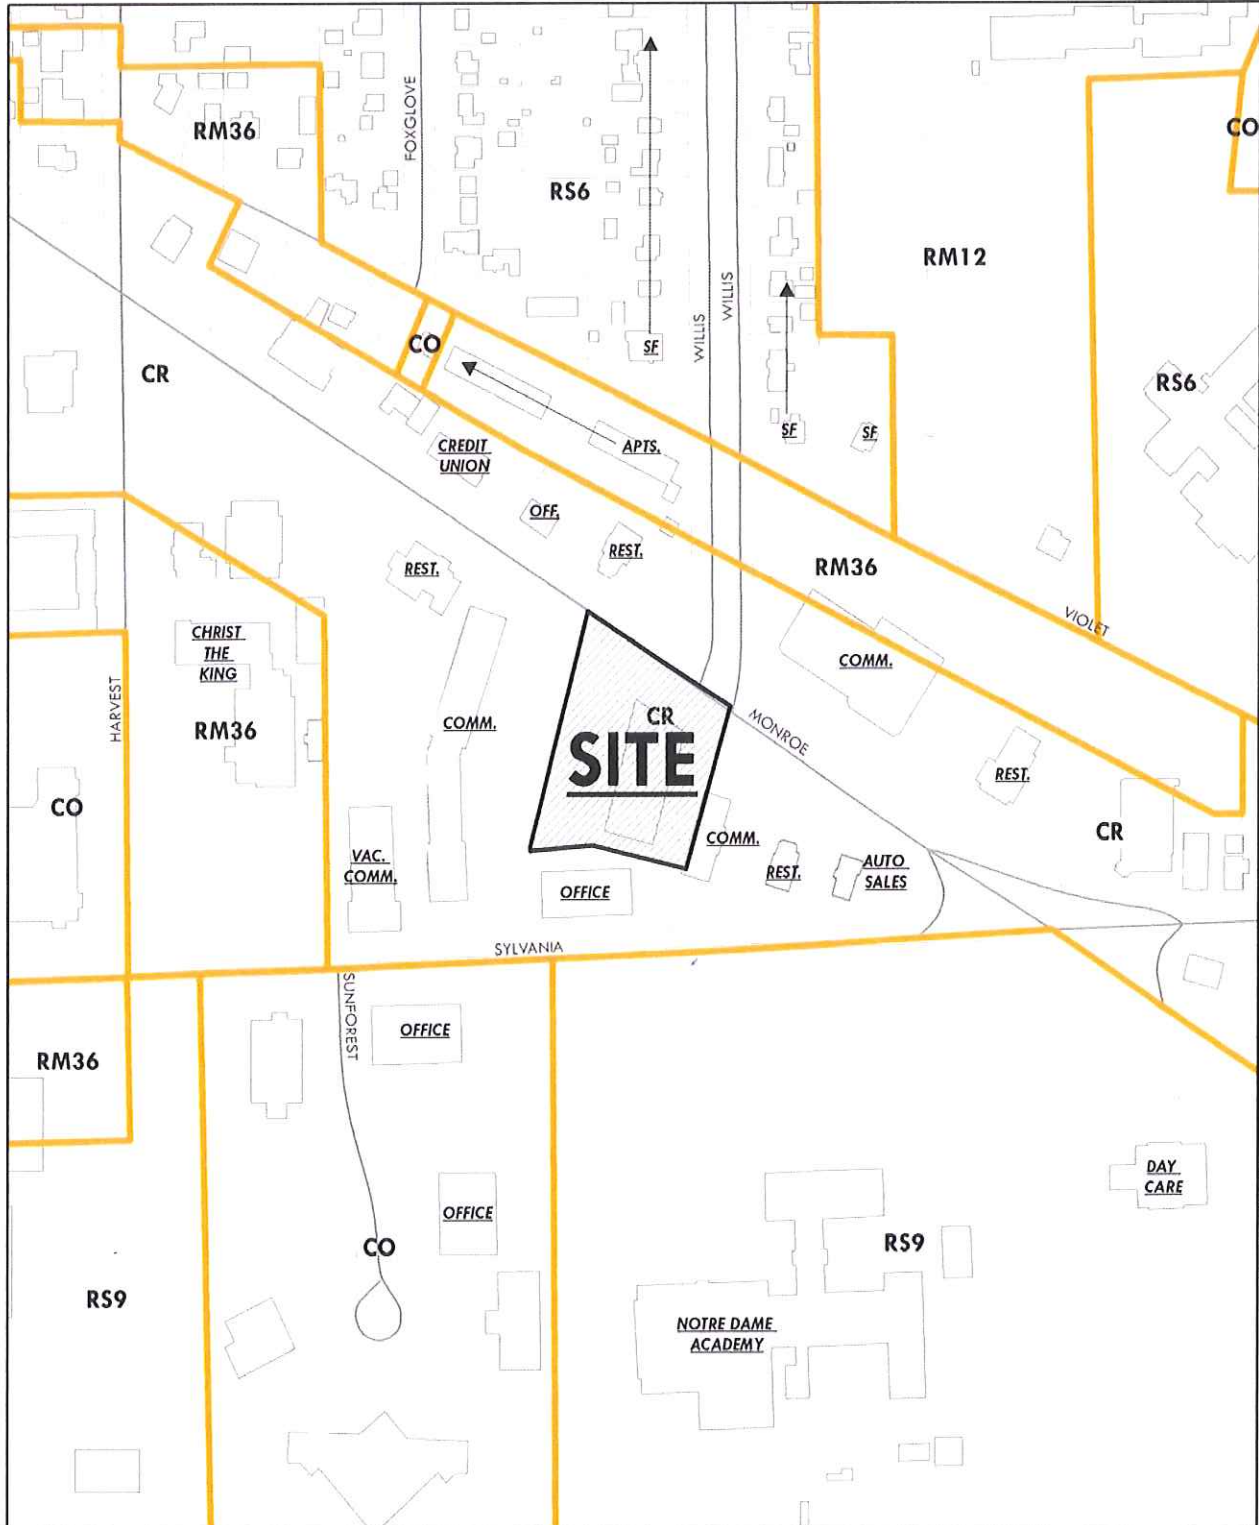 RM36
FOXGLOVE
CO
RS6
RM12
WILLIS
WILLIS
CO
SF
CR
RS6
SF
SF
APTS.
CREDIT
UNION
OFF.
REST.
REST.
RM36
VIOLET
CHRIST
THE
KING
COMM.
HARVEST
RM36
COMM.
CR
MONROE
SITE
REST.
CO
CR
COMM.
VAC.
COMM.
REST.
AUTO
SALES
OFFICE
SYLVANIA
SUNFOREST
OFFICE
RM36
DAY
CARE
OFFICE
CO
RS9
RS9
NOTRE DAME
ACADEMY